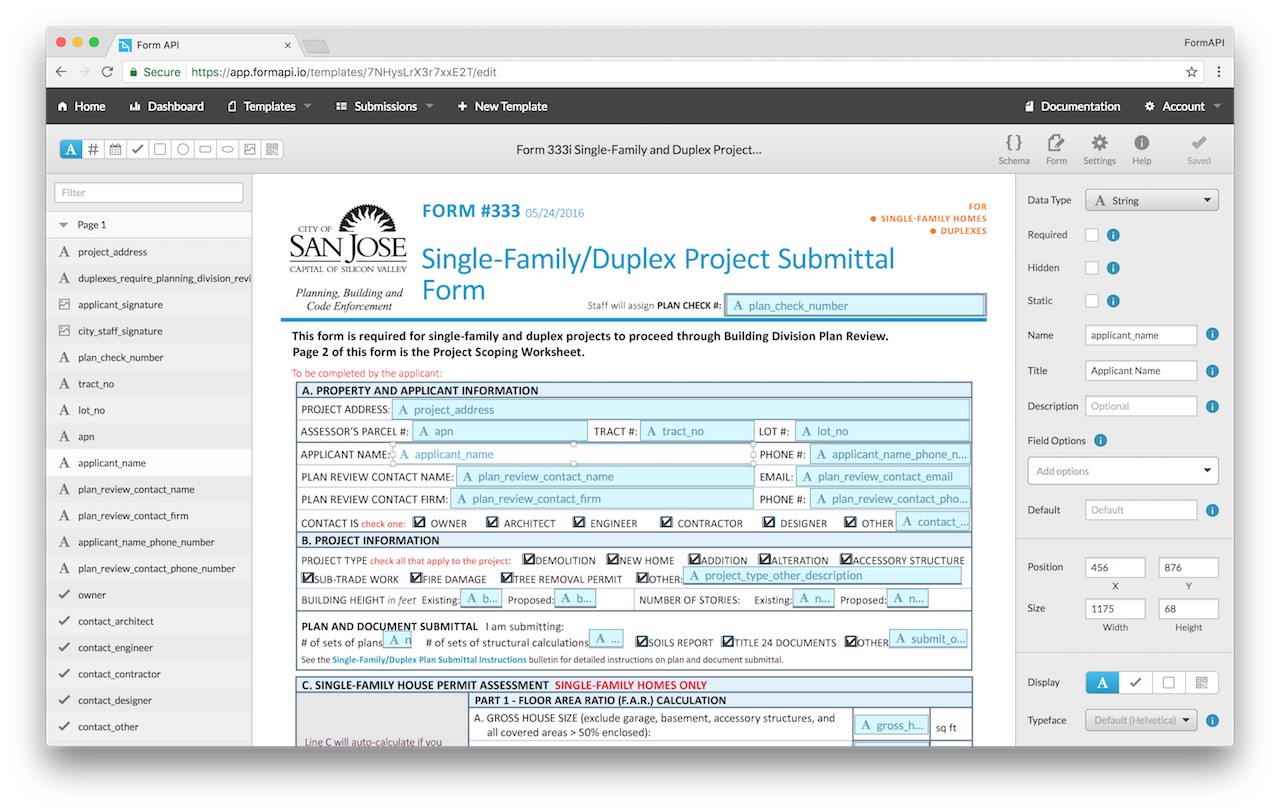 Form API
FormAPI
Secure https://app.formapi.io/templates/7NHysLrX3r7xxE2T/edit
Home Dashboard Templates Submissions + New Template Documentation Account
A # Form 333i Single-Family and Duplex Project... { } Schema Form Settings Help Saved
Filter
Page 1
project_address
duplexes_require_planning_division_revi
applicant_signature
city_staff_signature
plan_check_number
tract_no
lot_no
apn
applicant_name
plan_review_contact_name
plan_review_contact_firm
applicant_name_phone_number
plan_review_contact_phone_number
owner
contact_architect
contact_engineer
contact_contractor
contact_designer
contact_other
CITY OF
SAN JOSE
CAPITAL OF SILICON VALLEY
Planning, Building and
Code Enforcement
FORM #333 05/24/2016
Single-Family/Duplex Project Submittal
Form
FOR
● SINGLE-FAMILY HOMES
● DUPLEXES
Staff will assign PLAN CHECK #: A plan_check_number
This form is required for single-family and duplex projects to proceed through Building Division Plan Review.
Page 2 of this form is the Project Scoping Worksheet.
To be completed by the applicant:
A. PROPERTY AND APPLICANT INFORMATION
PROJECT ADDRESS: A project_address
ASSESSOR'S PARCEL #: A apn TRACT #: A tract_no LOT #: A lot_no
APPLICANT NAME: A applicant_name PHONE #: A applicant_name_phone_n...
PLAN REVIEW CONTACT NAME: A plan_review_contact_name EMAIL: A plan_review_contact_email
PLAN REVIEW CONTACT FIRM: A plan_review_contact_firm PHONE #: A plan_review_contact_pho...
CONTACT IS check one: OWNER ARCHITECT ENGINEER CONTRACTOR DESIGNER OTHER A contact_...
B. PROJECT INFORMATION
PROJECT TYPE check all that apply to the project: DEMOLITION NEW HOME ADDITION ALTERATION ACCESSORY STRUCTURE
SUB-TRADE WORK FIRE DAMAGE TREE REMOVAL PERMIT OTHER: A project_type_other_description
BUILDING HEIGHT in feet Existing: A b... Proposed: A b... NUMBER OF STORIES: Existing: A n... Proposed: A n...
PLAN AND DOCUMENT SUBMITTAL I am submitting:
# of sets of plans A n # of sets of structural calculations A ... SOILS REPORT TITLE 24 DOCUMENTS OTHER A submit_o...
See the Single-Family/Duplex Plan Submittal Instructions bulletin for detailed instructions on plan and document submittal.
C. SINGLE-FAMILY HOUSE PERMIT ASSESSMENT SINGLE-FAMILY HOMES ONLY
PART 1 - FLOOR AREA RATIO (F.A.R.) CALCULATION
A. GROSS HOUSE SIZE (exclude garage, basement, accessory structures, and
all covered areas > 50% enclosed): A gross_h... sq ft
Line C will auto-calculate if you
Data Type A String
Required
Hidden
Static
Name applicant_name
Title Applicant Name
Description Optional
Field Options
Add options
Default Default
Position 456 876
X Y
Size 1175 68
Width Height
Display A
Typeface Default (Helvetica)